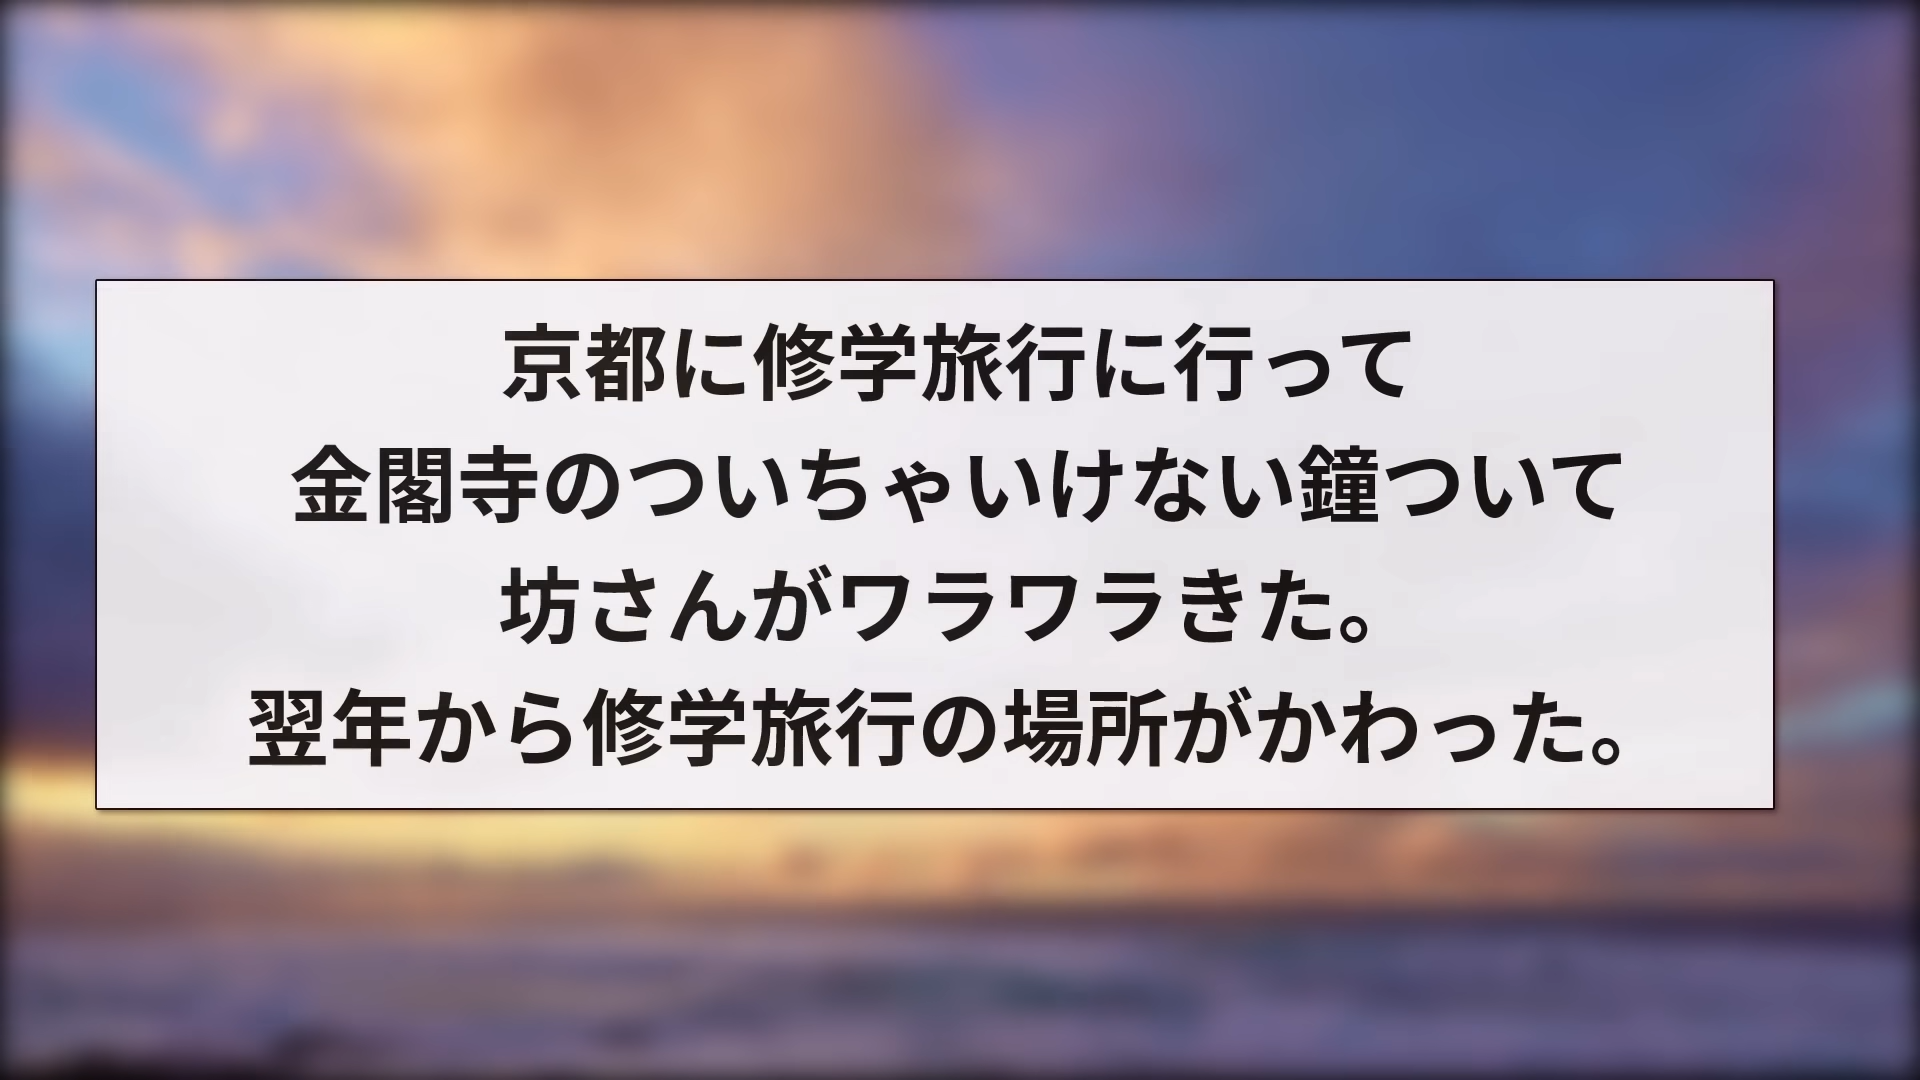 京都に修学旅行に行って
金閣寺のついちゃいけない鐘ついて
坊さんがワラワラきた。
翌年から修学旅行の場所がかわった。